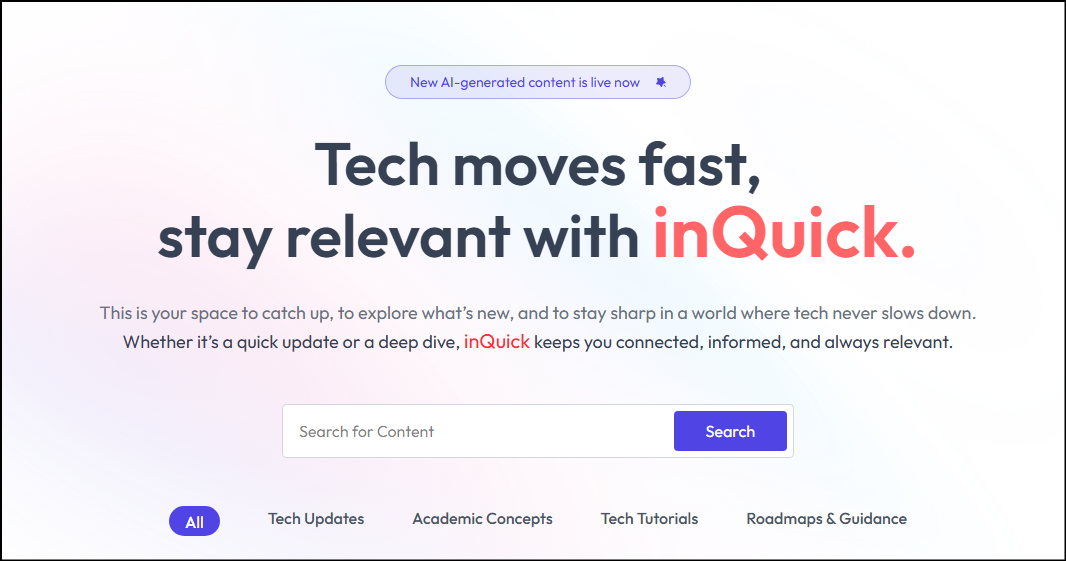 New AI-generated content is live now
Tech moves fast,
stay relevant with inQuick.
This is your space to catch up, to explore what's new, and to stay sharp in a world where tech never slows down.
Whether it's a quick update or a deep dive, inQuick keeps you connected, informed, and always relevant.
Search for Content
Search
All
Tech Updates
Academic Concepts
Tech Tutorials
Roadmaps & Guidance